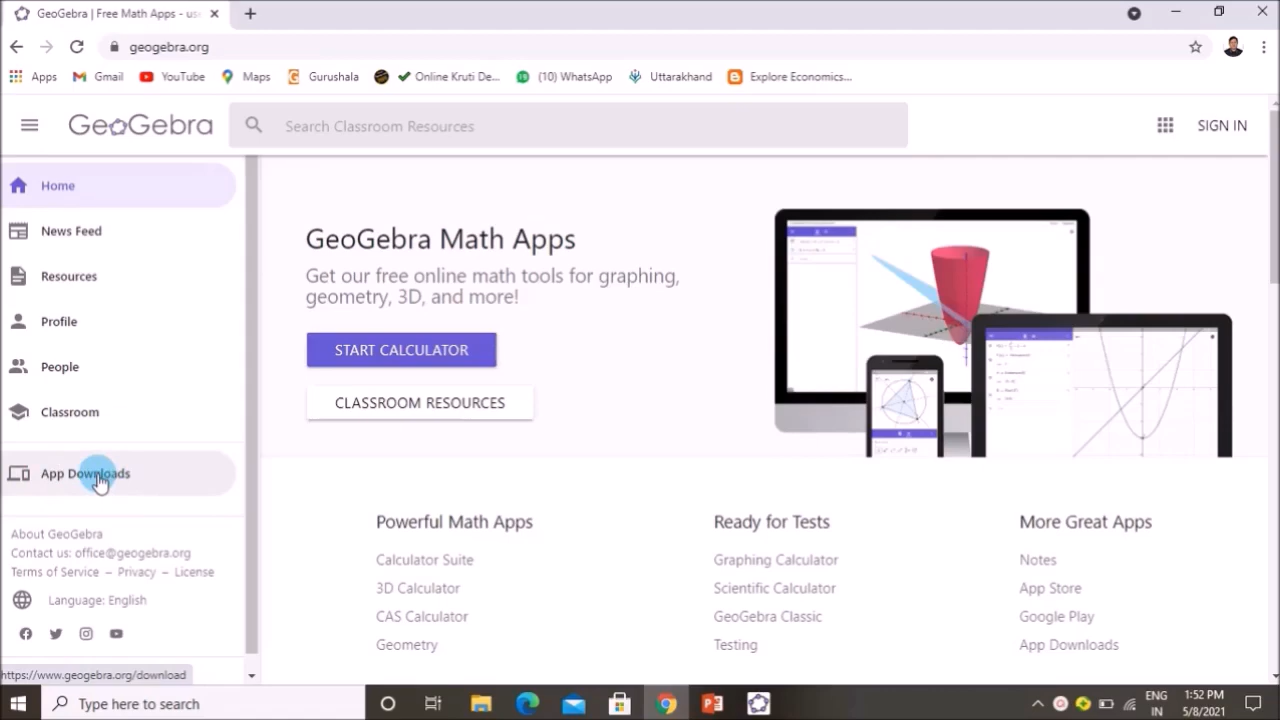 GeoGebra | Free Math Apps - us
geogebra.org
Apps
Gmail
YouTube
Maps
Gurushala
Online Kruti De...
(10) WhatsApp
Uttarakhand
Explore Economics...
GeoGebra
Search Classroom Resources
SIGN IN
Home
News Feed
Resources
Profile
People
Classroom
App Downloads
About GeoGebra
Contact us: office@geogebra.org
Terms of Service – Privacy – License
Language: English
https://www.geogebra.org/download
GeoGebra Math Apps
Get our free online math tools for graphing,
geometry, 3D, and more!
START CALCULATOR
CLASSROOM RESOURCES
Powerful Math Apps
Calculator Suite
3D Calculator
CAS Calculator
Geometry
Ready for Tests
Graphing Calculator
Scientific Calculator
GeoGebra Classic
Testing
More Great Apps
Notes
App Store
Google Play
App Downloads
Type here to search
ENG
IN
1:52 PM
5/8/2021